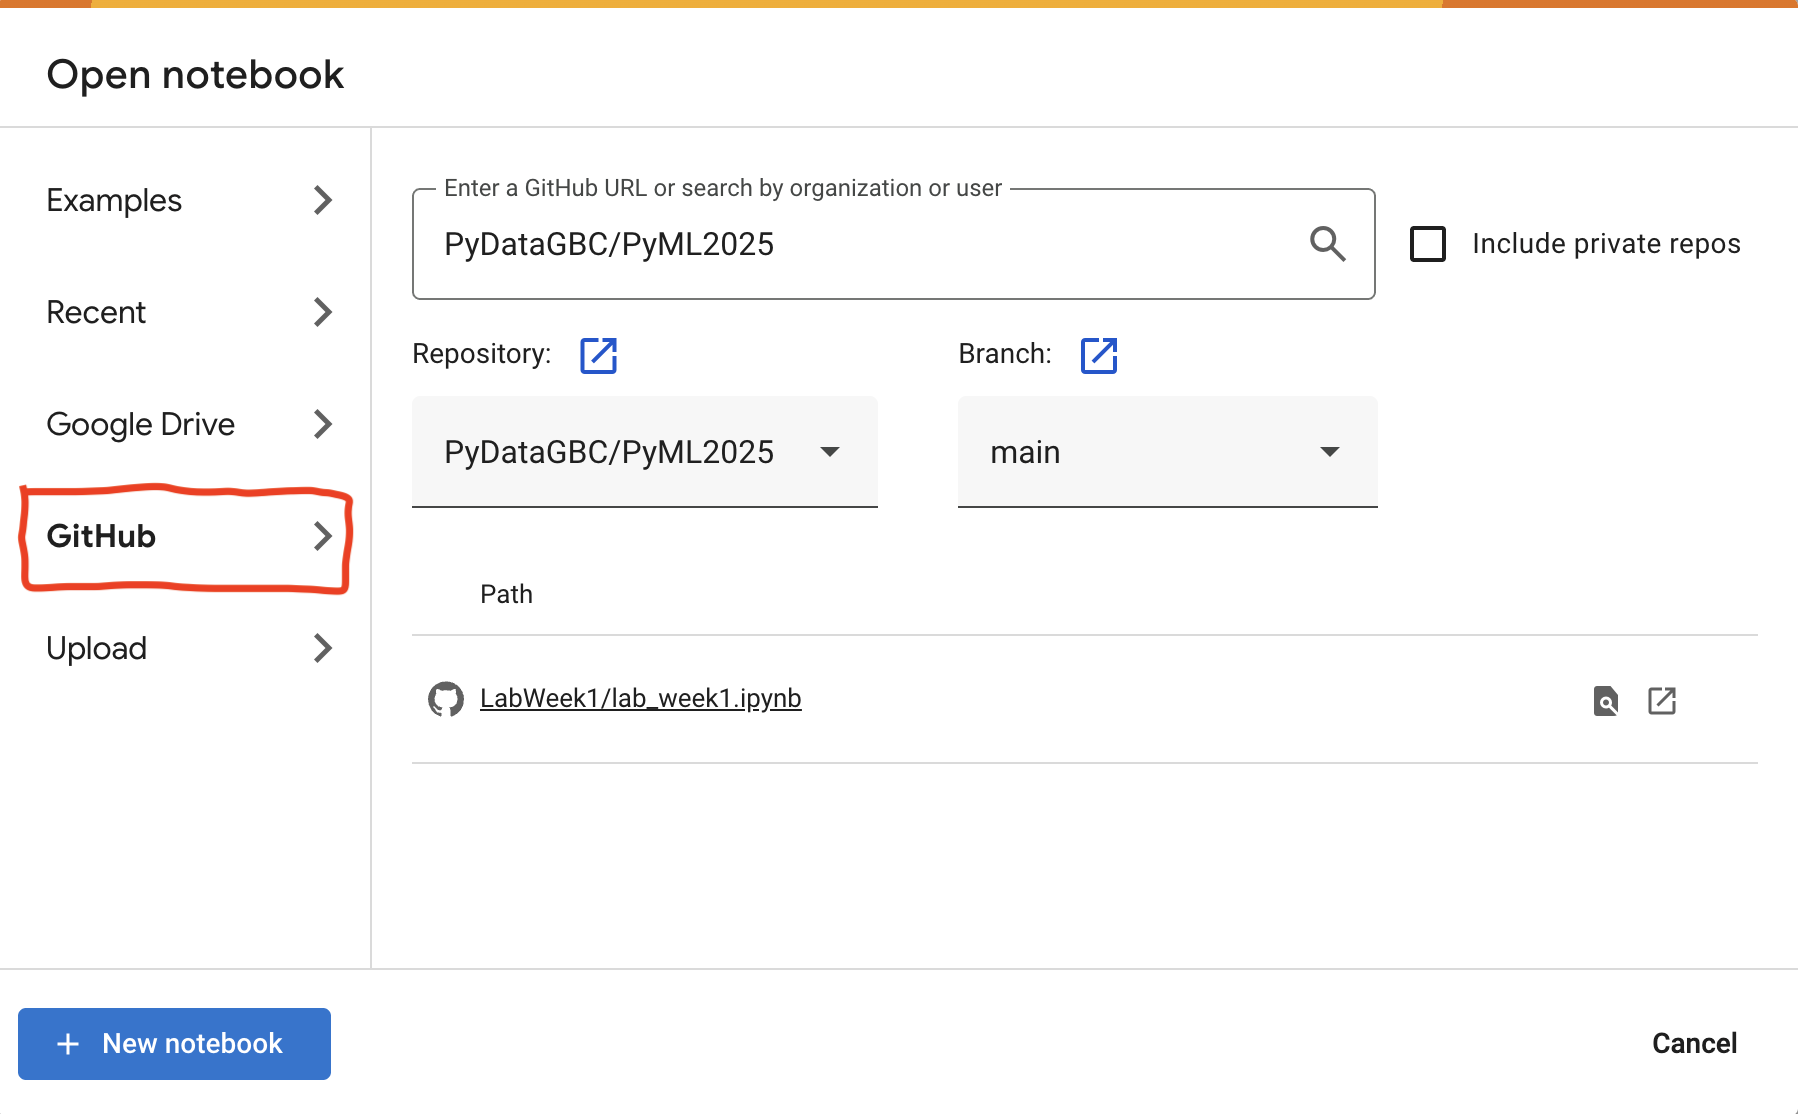 Open notebook
Examples
Recent
Google Drive
GitHub
Upload
Enter a GitHub URL or search by organization or user
PyDataGBC/PyML2025
Include private repos
Repository:
Branch:
PyDataGBC/PyML2025
main
Path
LabWeek1/lab_week1.ipynb
+ New notebook
Cancel